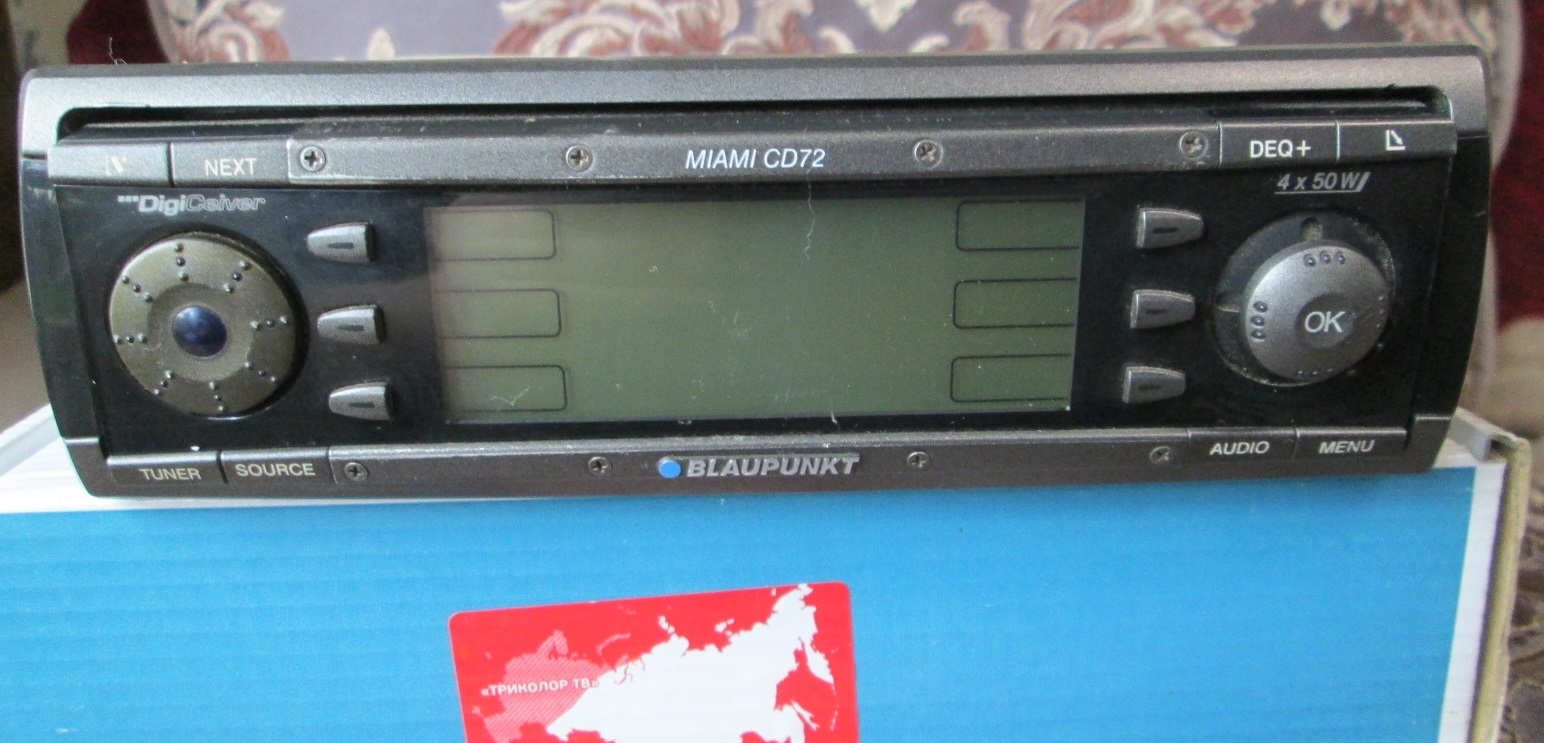 NEXT
MIAMI CD72
DEQ+
DigiCeiver
4 x 50 W
OK
TUNER
SOURCE
BLAUPUNKT
AUDIO
MENU
«ТРИКОЛОР ТВ»